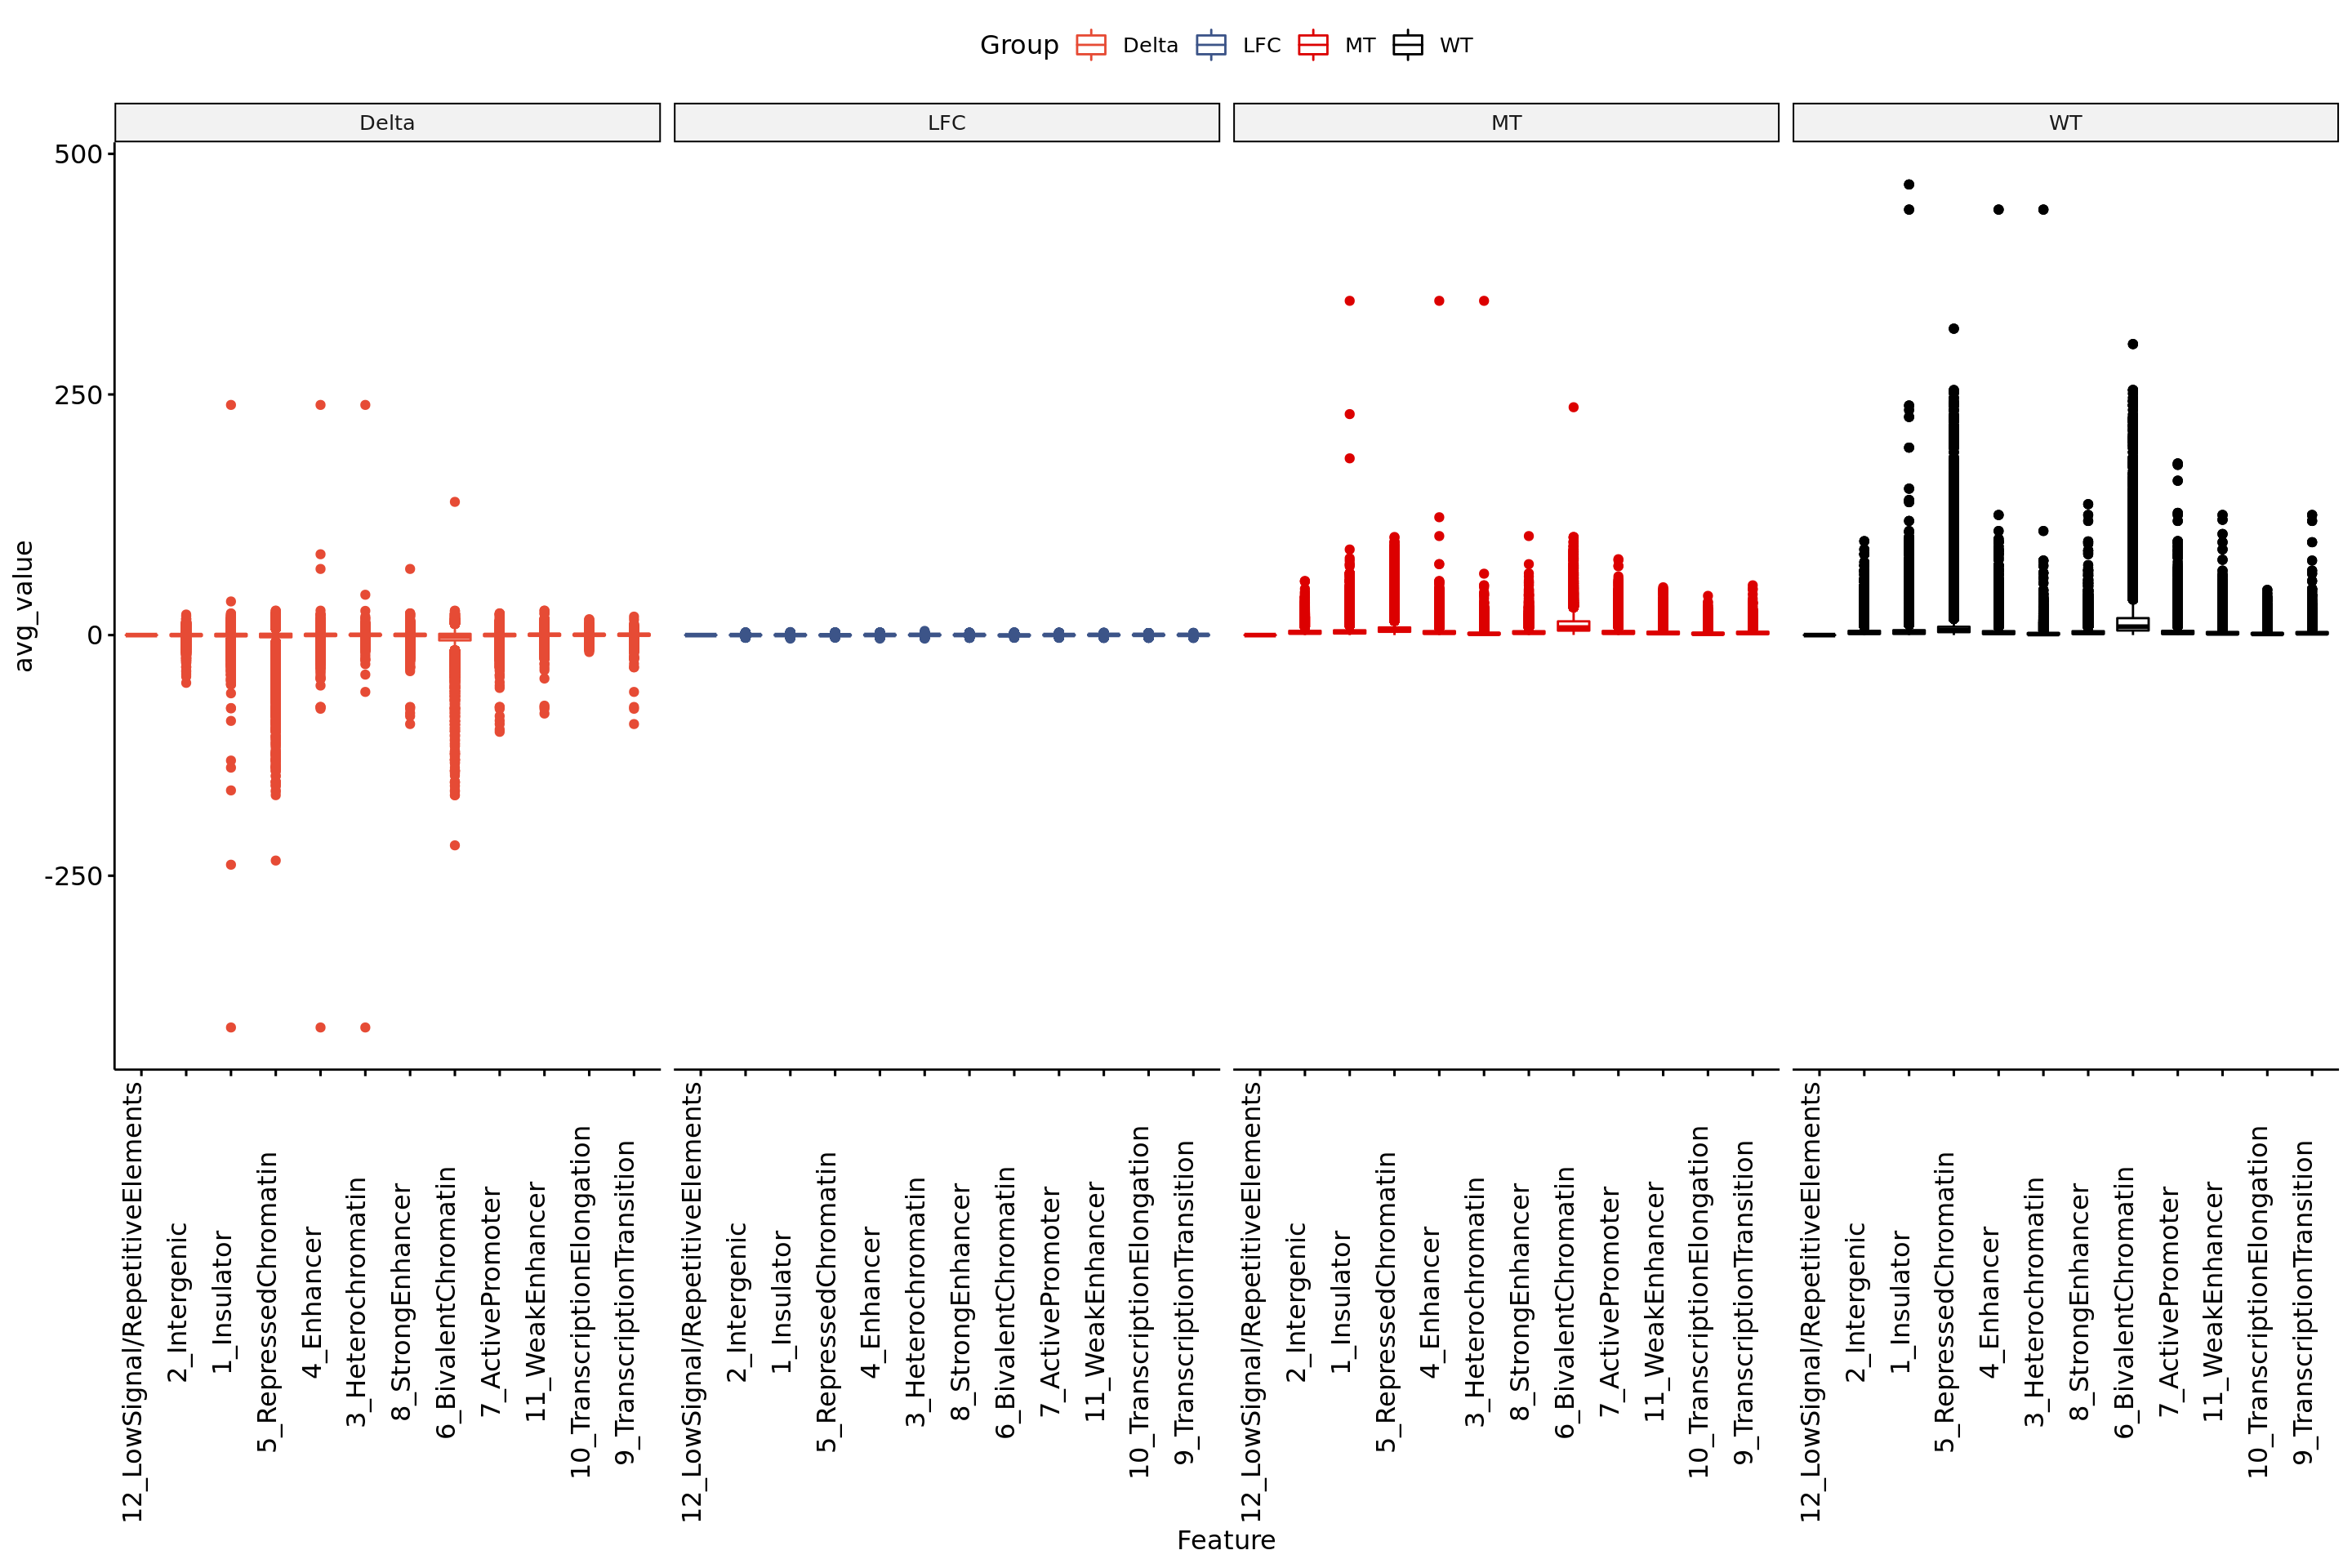 Group Delta LFC MT WT
Delta LFC MT WT
500
250
0
-250
avg_value
12_LowSignal/RepetitiveElements
2_Intergenic
1_Insulator
5_RepressedChromatin
4_Enhancer
3_Heterochromatin
8_StrongEnhancer
6_BivalentChromatin
7_ActivePromoter
11_WeakEnhancer
10_TranscriptionElongation
9_TranscriptionTransition
12_LowSignal/RepetitiveElements
2_Intergenic
1_Insulator
5_RepressedChromatin
4_Enhancer
3_Heterochromatin
8_StrongEnhancer
6_BivalentChromatin
7_ActivePromoter
11_WeakEnhancer
10_TranscriptionElongation
9_TranscriptionTransition
12_LowSignal/RepetitiveElements
2_Intergenic
1_Insulator
5_RepressedChromatin
4_Enhancer
3_Heterochromatin
8_StrongEnhancer
6_BivalentChromatin
7_ActivePromoter
11_WeakEnhancer
10_TranscriptionElongation
9_TranscriptionTransition
12_LowSignal/RepetitiveElements
2_Intergenic
1_Insulator
5_RepressedChromatin
4_Enhancer
3_Heterochromatin
8_StrongEnhancer
6_BivalentChromatin
7_ActivePromoter
11_WeakEnhancer
10_TranscriptionElongation
9_TranscriptionTransition
Feature